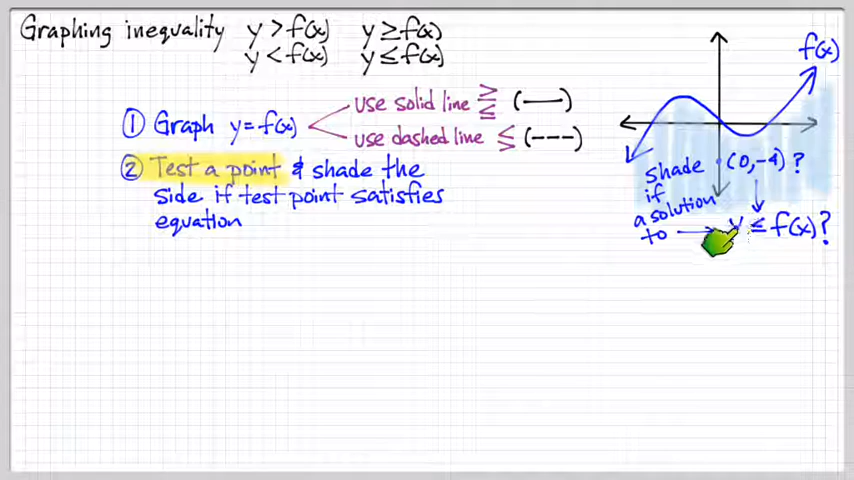 Graphing inequality y > f(x) y ≥ f(x)
y < f(x) y ≤ f(x)
f(x)
use solid line ≥ ≤ (——)
① Graph y = f(x)
use dashed line ≤ (---)
② Test a point & shade the
side if test point satisfies
equation
(0,-4)?
shade
if
a solution
to → y ≤ f(x)?